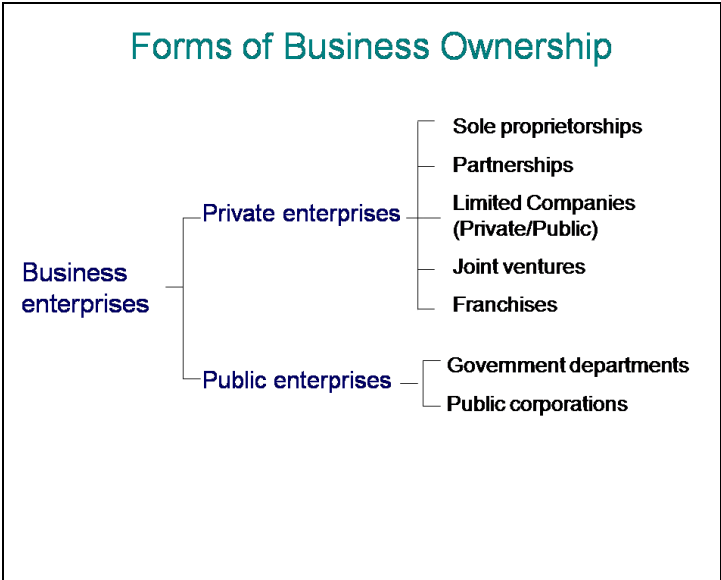 Forms of Business Ownership
Sole proprietorships
Partnerships
Private enterprises
Limited Companies
(Private/Public)
Business
enterprises
Joint ventures
Franchises
Public enterprises
Government departments
Public corporations